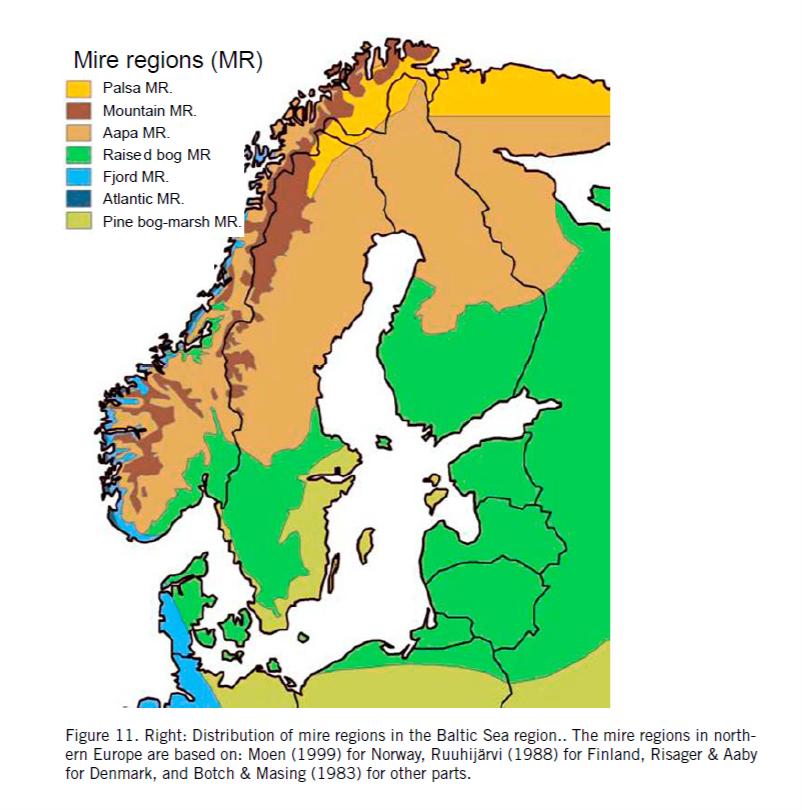 Mire regions (MR)
Palsa MR.
Mountain MR.
Aapa MR.
Raised bog MR
Fjord MR.
Atlantic MR.
Pine bog-marsh MR.
Figure 11. Right: Distribution of mire regions in the Baltic Sea region.. The mire regions in north-
ern Europe are based on: Moen (1999) for Norway, Ruuhijärvi (1988) for Finland, Risager & Aaby
for Denmark, and Botch & Masing (1983) for other parts.